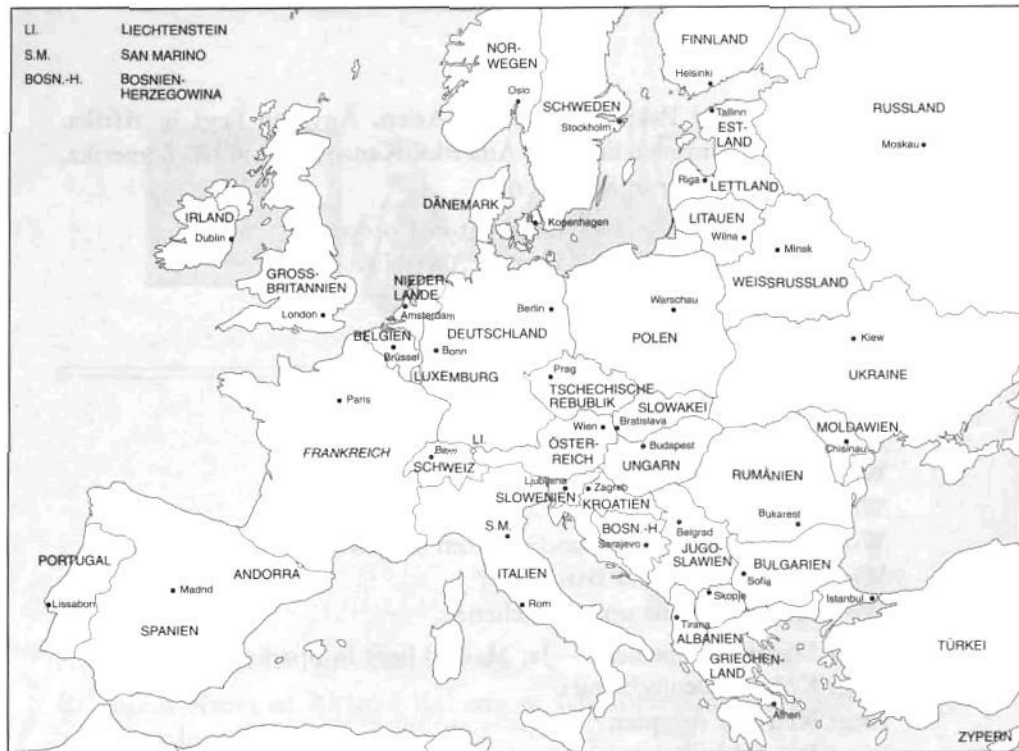 LI. LIECHTENSTEIN
S.M. SAN MARINO
BOSN.-H. BOSNIEN-
HERZEGOWINA
NOR-
WEGEN
Oslo
SCHWEDEN
Stockholm
FINNLAND
Helsinki
Tallinn
EST-
LAND
RUSSLAND
Moskau
Riga
LETTLAND
LITAUEN
Wilna
Minsk
WEISSRUSSLAND
DÄNEMARK
Kopenhagen
IRLAND
Dublin
GROSS-
BRITANNIEN
London
NIEDER-
LANDE
Amsterdam
BELGIEN
Brüssel
LUXEMBURG
Berlin
DEUTSCHLAND
Bonn
Warschau
POLEN
Kiew
UKRAINE
Prag
TSCHECHISCHE
REBUBLIK
SLOWAKEI
Bratislava
Wien
ÖSTER-
REICH
Budapest
UNGARN
MOLDAWIEN
Chisinau
RUMÄNIEN
Bukarest
Paris
FRANKREICH
LI.
Bern
SCHWEIZ
Ljubljana
SLOWENIEN
Zagreb
KROATIEN
BOSN.-H
Sarajevo
Belgrad
JUGO-
SLAWIEN
BULGARIEN
Sofia
Skopje
Istanbul
S.M.
ITALIEN
Rom
Tirana
ALBANIEN
GRIECHEN-
LAND
Athen
TÜRKEI
ZYPERN
PORTUGAL
Lissabon
ANDORRA
Madrid
SPANIEN